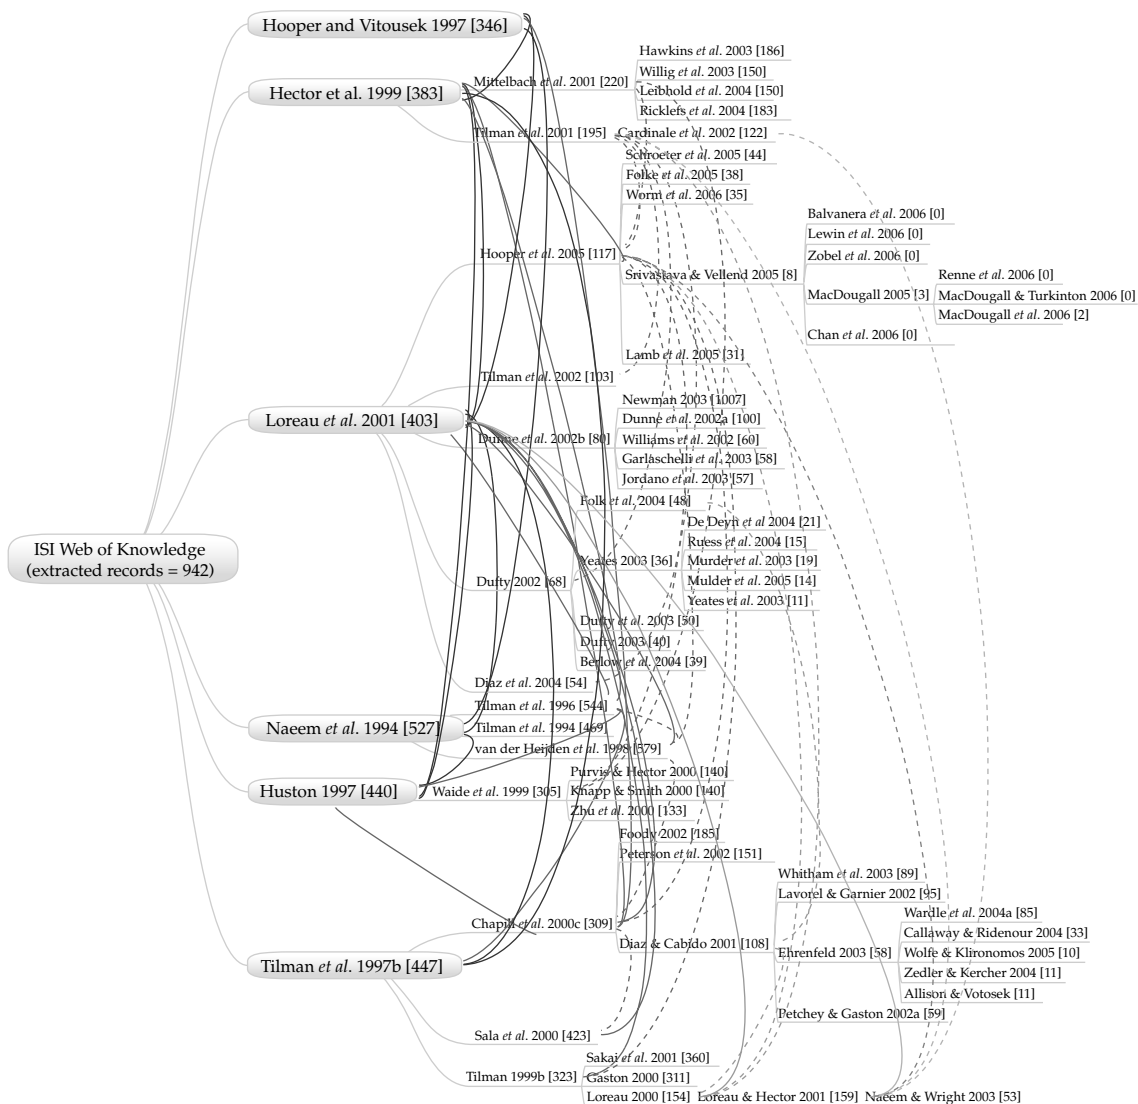 Hooper and Vitousek 1997 [346]
Hector et al. 1999 [383]
Mittelbach et al. 2001 [220]
Hawkins et al. 2003 [186]
Willig et al. 2003 [150]
Leibhold et al. 2004 [150]
Ricklefs et al. 2004 [183]
Tilman et al. 2001 [195]
Cardinale et al. 2002 [122]
Schroeter et al. 2005 [44]
Folke et al. 2005 [38]
Worm et al. 2006 [35]
Hooper et al. 2005 [117]
Srivastava & Vellend 2005 [8]
Balvanera et al. 2006 [0]
Lewin et al. 2006 [0]
Zobel et al. 2006 [0]
MacDougall 2005 [3]
Renne et al. 2006 [0]
MacDougall & Turkinton 2006 [0]
MacDougall et al. 2006 [2]
Chan et al. 2006 [0]
Lamb et al. 2005 [31]
Tilman et al. 2002 [103]
Loreau et al. 2001 [403]
Dunne et al. 2002b [80]
Newman 2003 [1007]
Dunne et al. 2002a [100]
Williams et al. 2002 [60]
Garlaschelli et al. 2003 [58]
Jordano et al. 2003 [57]
ISI Web of Knowledge
(extracted records = 942)
Dufty 2002 [68]
Folk et al. 2004 [48]
Yeates 2003 [36]
De Deyn et al 2004 [21]
Ruess et al. 2004 [15]
Murder et al. 2003 [19]
Mulder et al. 2005 [14]
Yeates et al. 2003 [11]
Dufty et al. 2003 [50]
Dufty 2003 [40]
Berlow et al. 2004 [39]
Diaz et al. 2004 [54]
Naeem et al. 1994 [527]
Tilman et al. 1996 [544]
Tilman et al. 1994 [469]
van der Heijden et al. 1998 [579]
Huston 1997 [440]
Waide et al. 1999 [305]
Purvis & Hector 2000 [140]
Knapp & Smith 2000 [140]
Zhu et al. 2000 [133]
Tilman et al. 1997b [447]
Chapill et al. 2000c [309]
Foody 2002 [185]
Peterson et al. 2002 [151]
Diaz & Cabido 2001 [108]
Whitham et al. 2003 [89]
Lavorel & Garnier 2002 [95]
Ehrenfeld 2003 [58]
Wardle et al. 2004a [85]
Callaway & Ridenour 2004 [33]
Wolfe & Klironomos 2005 [10]
Zedler & Kercher 2004 [11]
Allison & Votosek [11]
Petchey & Gaston 2002a [59]
Sala et al. 2000 [423]
Tilman 1999b [323]
Sakai et al. 2001 [360]
Gaston 2000 [311]
Loreau 2000 [154]
Loreau & Hector 2001 [159]
Naeem & Wright 2003 [53]